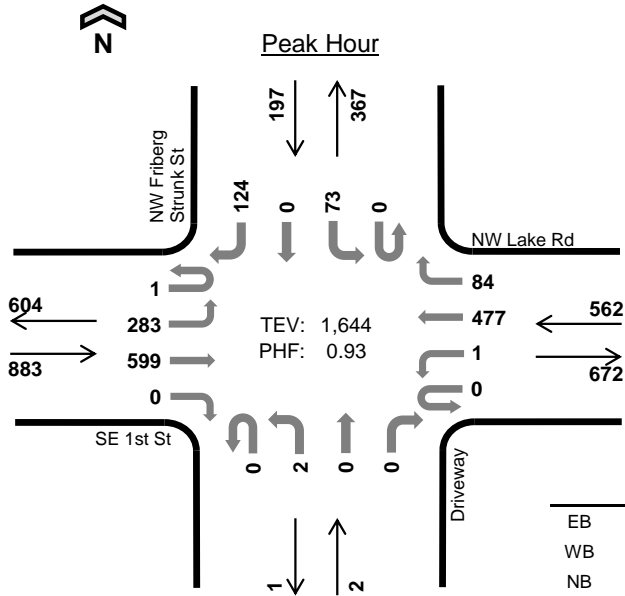 N
Peak Hour
197
367
NW Friberg
Strunk St
124
0
73
0
NW Lake Rd
1
84
604
283
TEV: 1,644
477
562
883
599
PHF: 0.93
1
672
0
0
SE 1st St
0
2
0
0
Driveway
1
2
EB
WB
NB